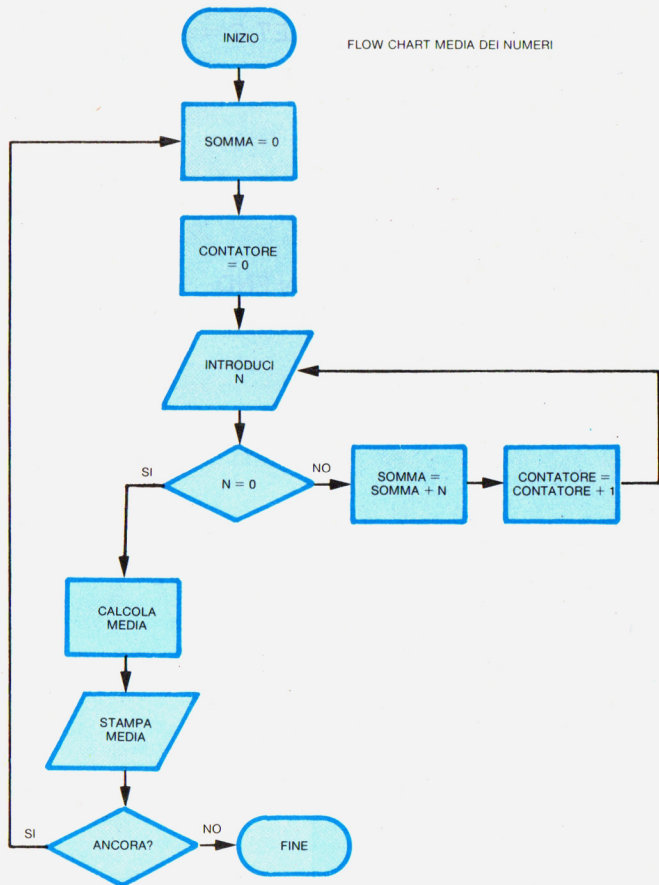 INIZIO
FLOW CHART MEDIA DEI NUMERI
SOMMA = 0
CONTATORE
= 0
INTRODUCI
N
SI
N = 0
NO
SOMMA =
SOMMA + N
CONTATORE =
CONTATORE + 1
CALCOLA
MEDIA
STAMPA
MEDIA
SI
ANCORA?
NO
FINE